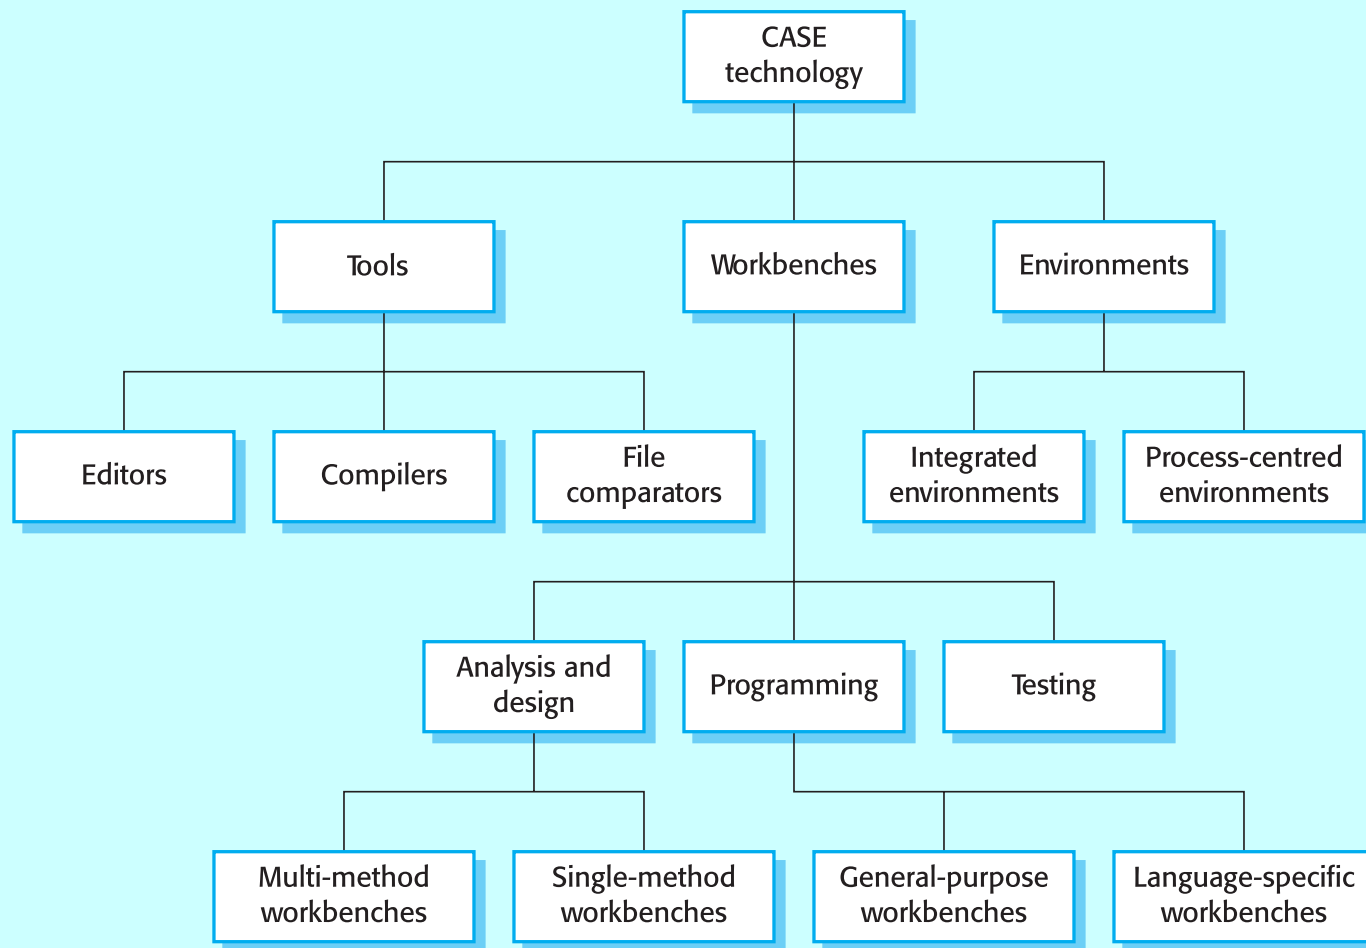 CASE
technology
Tools
Workbenches
Environments
Editors
Compilers
File
comparators
Integrated
environments
Process-centred
environments
Analysis and
design
Programming
Testing
Multi-method
workbenches
Single-method
workbenches
General-purpose
workbenches
Language-specific
workbenches